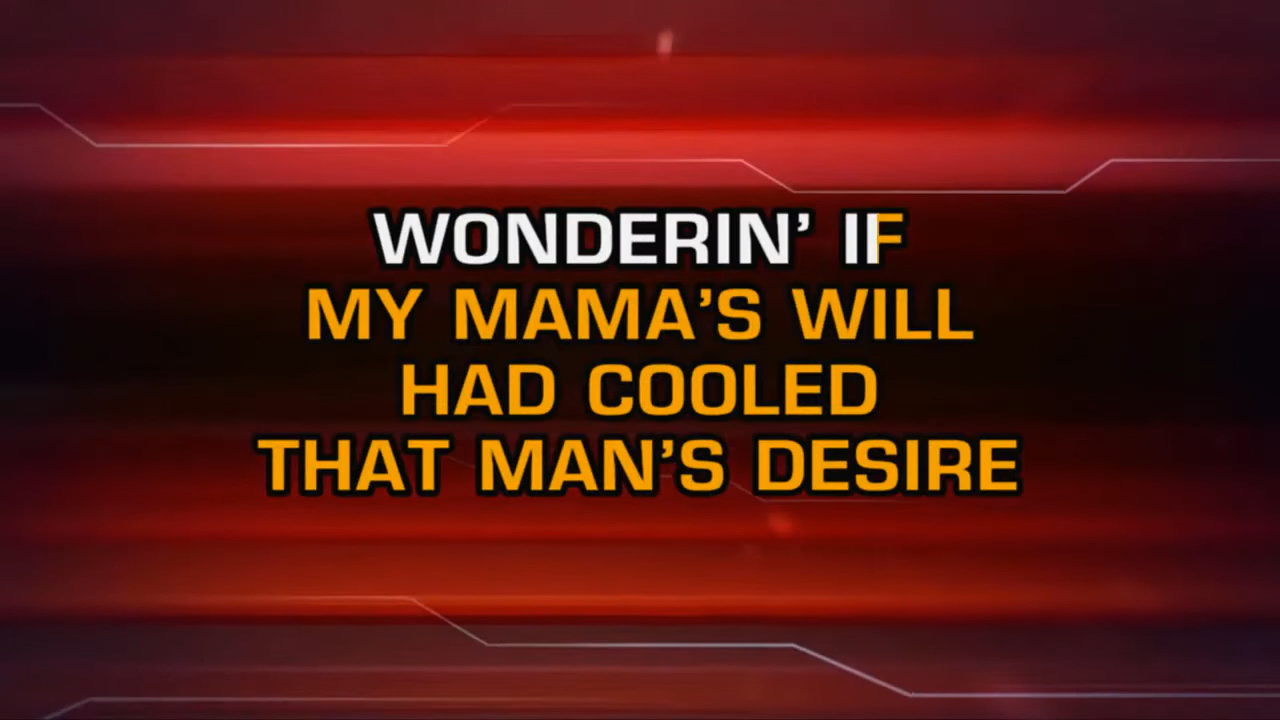 WONDERIN’ IF
MY MAMA’S WILL
HAD COOLED
THAT MAN’S DESIRE